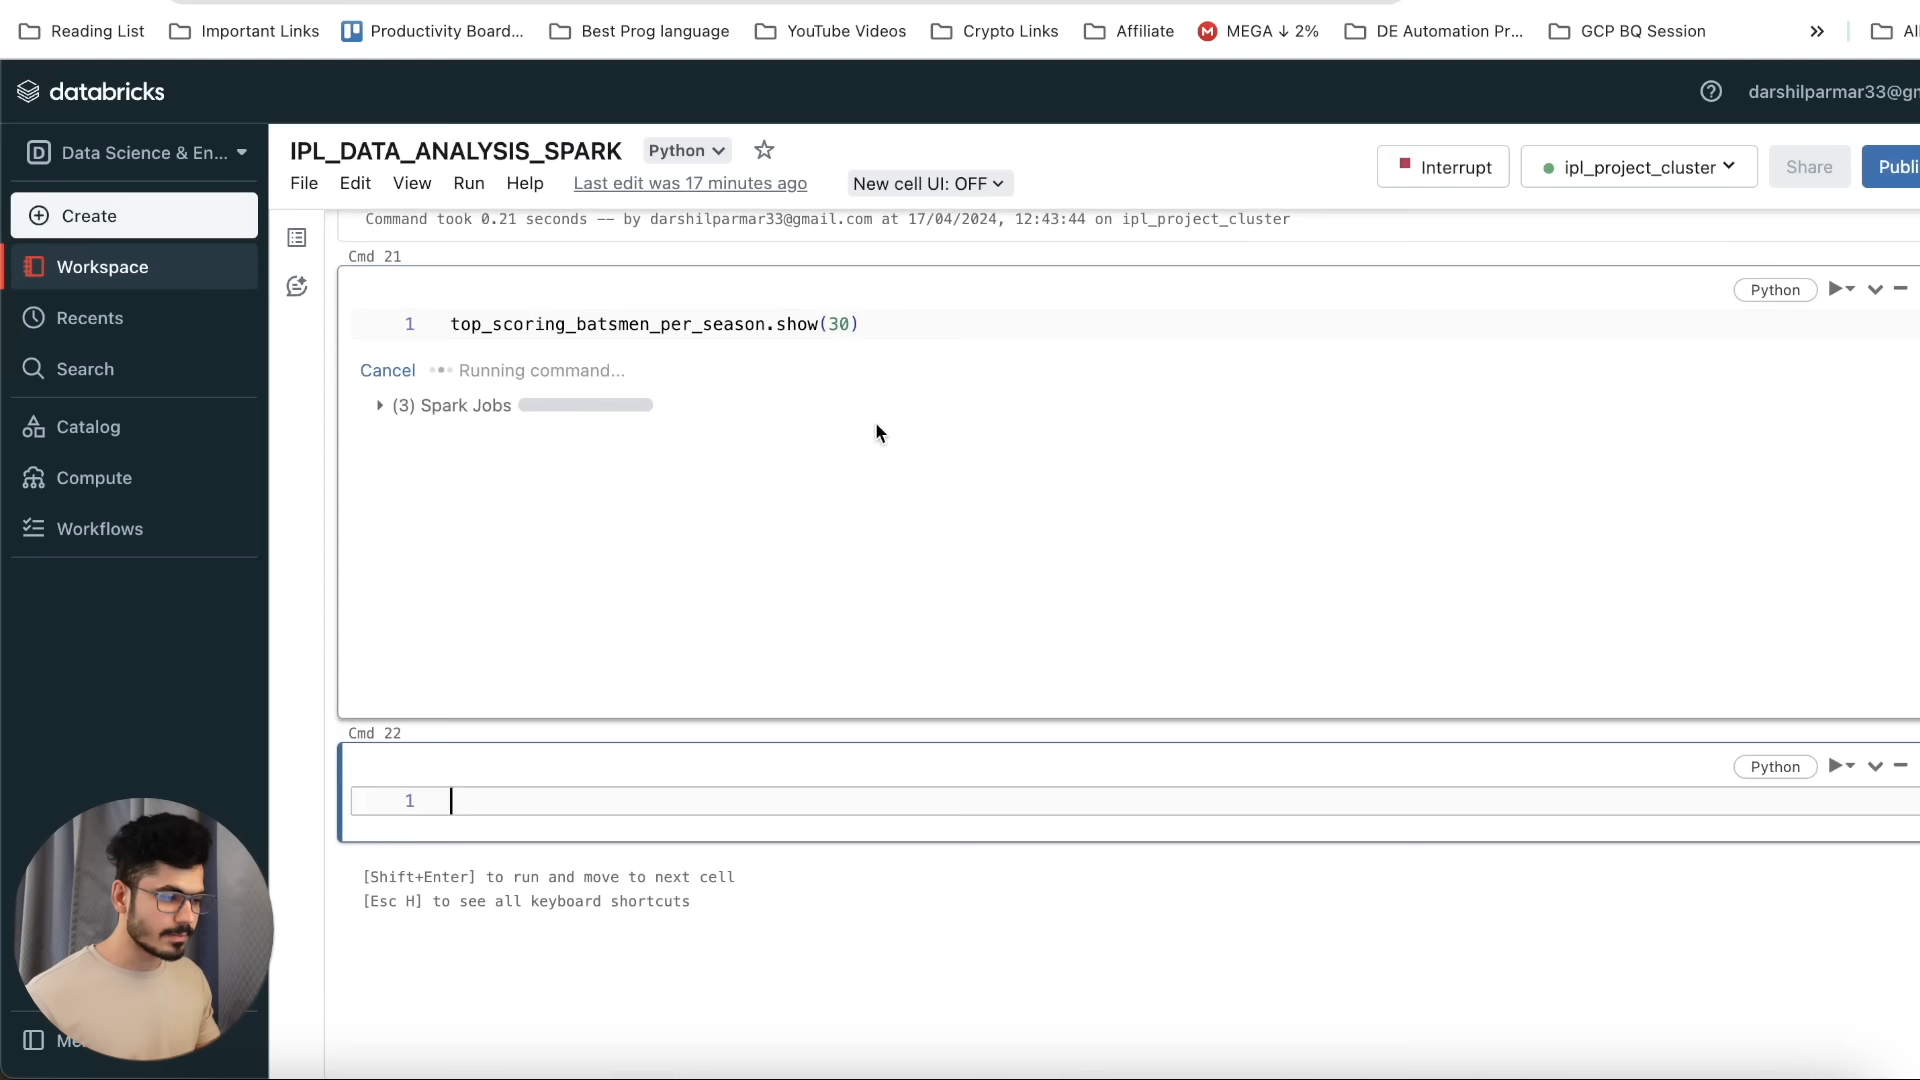 Reading List
Important Links
Productivity Board...
Best Prog language
YouTube Videos
Crypto Links
Affiliate
MEGA ↓ 2%
DE Automation Pr...
GCP BQ Session
»
databricks
darshilparmar33@gm
Data Science & En...
IPL_DATA_ANALYSIS_SPARK
Python
File Edit View Run Help Last edit was 17 minutes ago New cell UI: OFF
Interrupt
ipl_project_cluster
Share
Publi
Create
Workspace
Recents
Search
Catalog
Compute
Workflows
Command took 0.21 seconds -- by darshilparmar33@gmail.com at 17/04/2024, 12:43:44 on ipl_project_cluster
Cmd 21
Python
1 top_scoring_batsmen_per_season.show(30)
Cancel Running command...
(3) Spark Jobs
Cmd 22
Python
1
[Shift+Enter] to run and move to next cell
[Esc H] to see all keyboard shortcuts